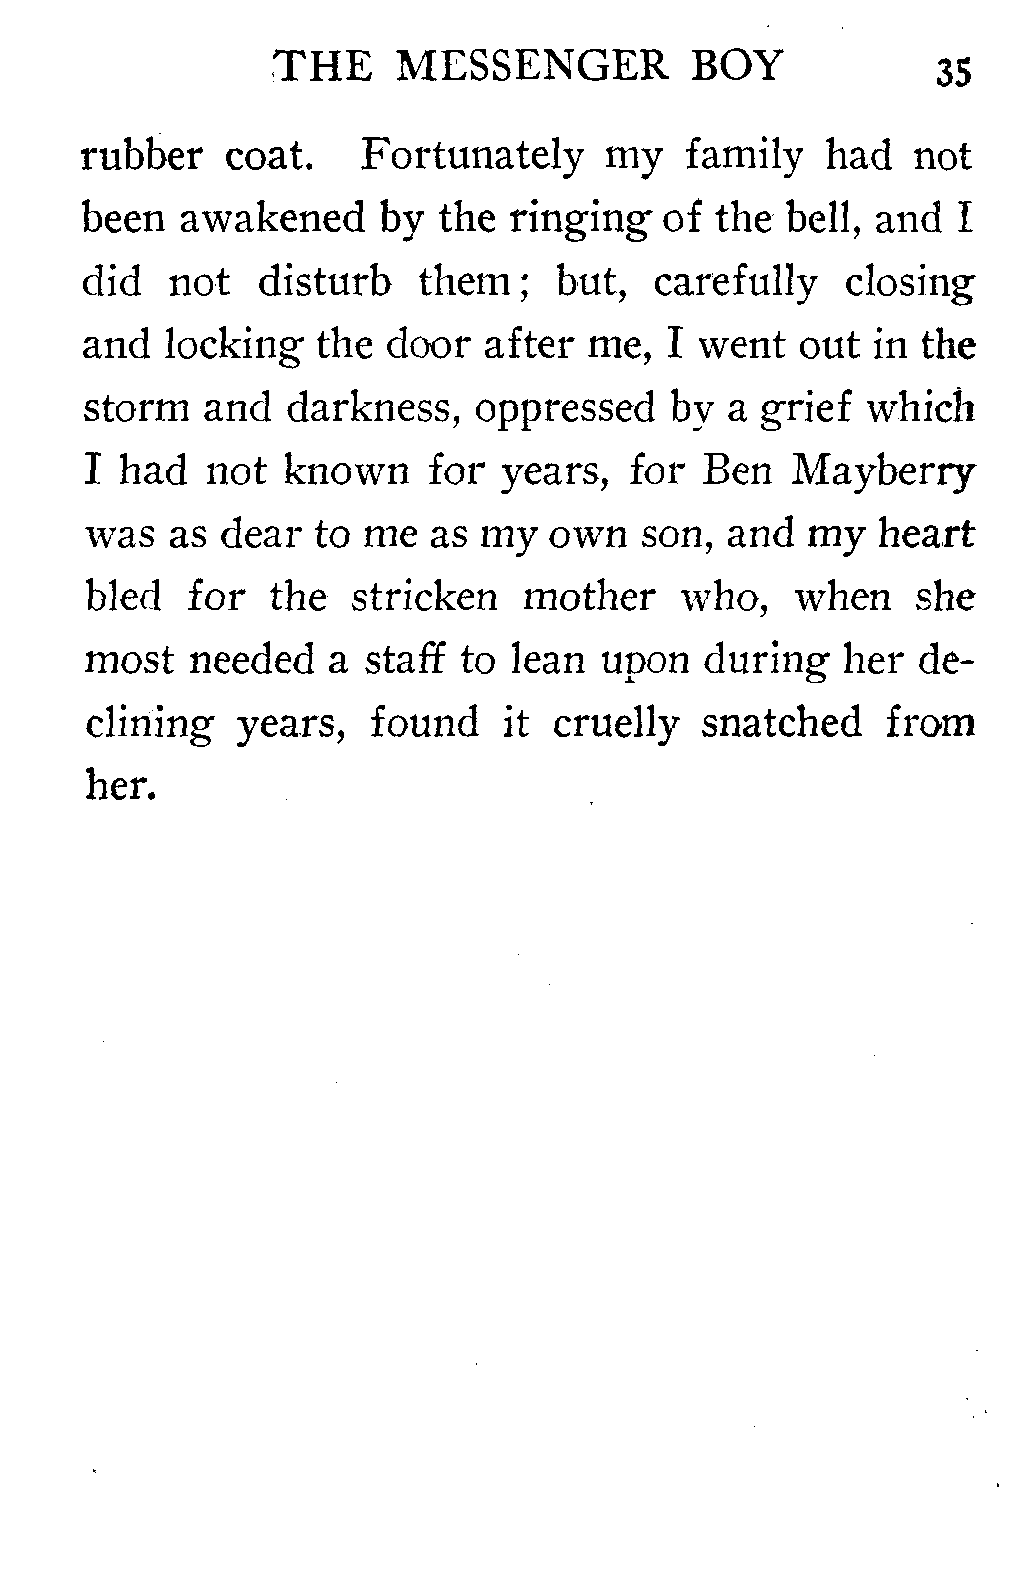 THE MESSENGER BOY 35
rubber coat. Fortunately my family had not
been awakened by the ringing of the bell, and I
did not disturb them; but, carefully closing
and locking the door after me, I went out in the
storm and darkness, oppressed by a grief which
I had not known for years, for Ben Mayberry
was as dear to me as my own son, and my heart
bled for the stricken mother who, when she
most needed a staff to lean upon during her de-
clining years, found it cruelly snatched from
her.